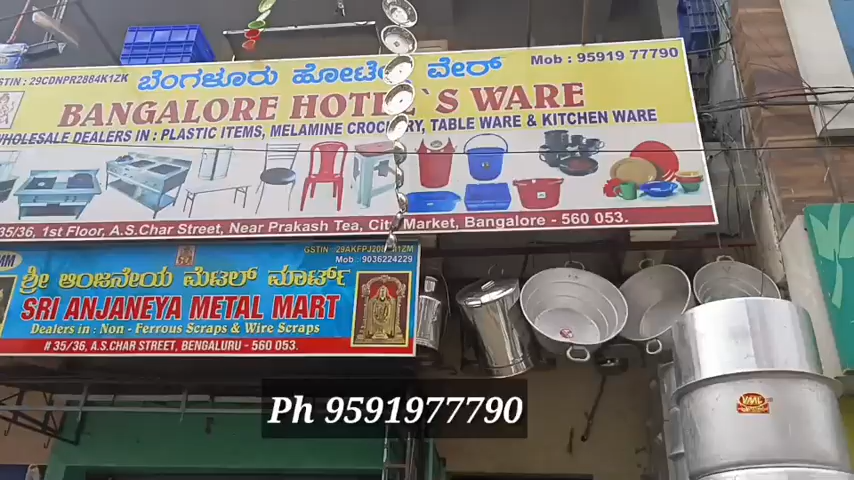 GSTIN : 29CDNPR2884K1ZK
ಬೆಂಗಳೂರು ಹೋಟೆಲ್ ವೇರ್
Mob : 95919 77790
BANGALORE HOTEL`S WARE
WHOLESALE DEALERS IN : PLASTIC ITEMS, MELAMINE CROCKERY, TABLE WARE & KITCHEN WARE
35/36, 1st Floor, A.S.Char Street, Near Prakash Tea, City Market, Bangalore - 560 053.
Mob.: 9036224229
ಶ್ರೀ ಆಂಜನೇಯ ಮೆಟಲ್ ಮಾರ್ಟ್
SRI ANJANEYA METAL MART
Dealers in : Non - Ferrous Scraps & Wire Scraps
# 35/36, A.S.CHAR STREET, BENGALURU - 560 053.
VML
Ph 9591977790